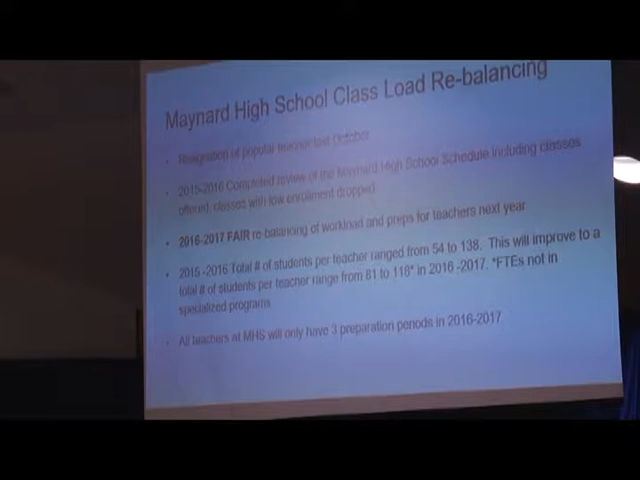 Maynard High School Class Load Re-balancing
Resignation of popular teacher last October
2015-2016 Completed review of the Maynard High School Schedule including classes
offered, classes with low enrollment dropped
2016-2017 FAIR re-balancing of workload and preps for teachers next year
2015 -2016 Total # of students per teacher ranged from 54 to 138. This will improve to a
total # of students per teacher range from 81 to 118* in 2016 -2017. *FTEs not in
specialized programs
All teachers at MHS will only have 3 preparation periods in 2016-2017